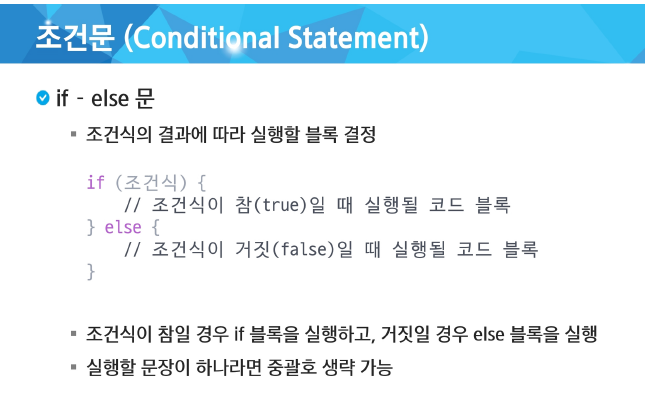 조건문 (Conditional Statement)
if - else 문
조건식의 결과에 따라 실행할 블록 결정
if (조건식) {
// 조건식이 참(true)일 때 실행될 코드 블록
} else {
// 조건식이 거짓(false)일 때 실행될 코드 블록
}
조건식이 참일 경우 if 블록을 실행하고, 거짓일 경우 else 블록을 실행
실행할 문장이 하나라면 중괄호 생략 가능